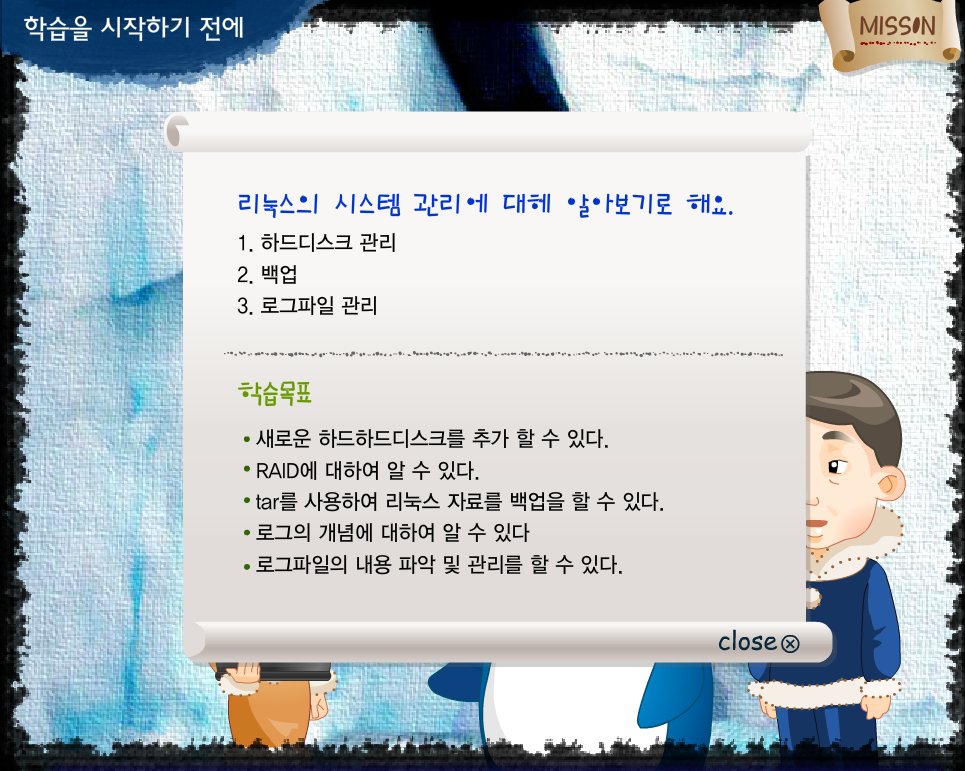 학습을 시작하기 전에
MISSON
리눅스의 시스템 관리에 대헤 알아보기로 해요.
1. 하드디스크 관리
2. 백업
3. 로그파일 관리
학습목표
• 새로운 하드하드디스크를 추가 할 수 있다.
• RAID에 대하여 알 수 있다.
• tar를 사용하여 리눅스 자료를 백업을 할 수 있다.
• 로그의 개념에 대하여 알 수 있다
• 로그파일의 내용 파악 및 관리를 할 수 있다.
close